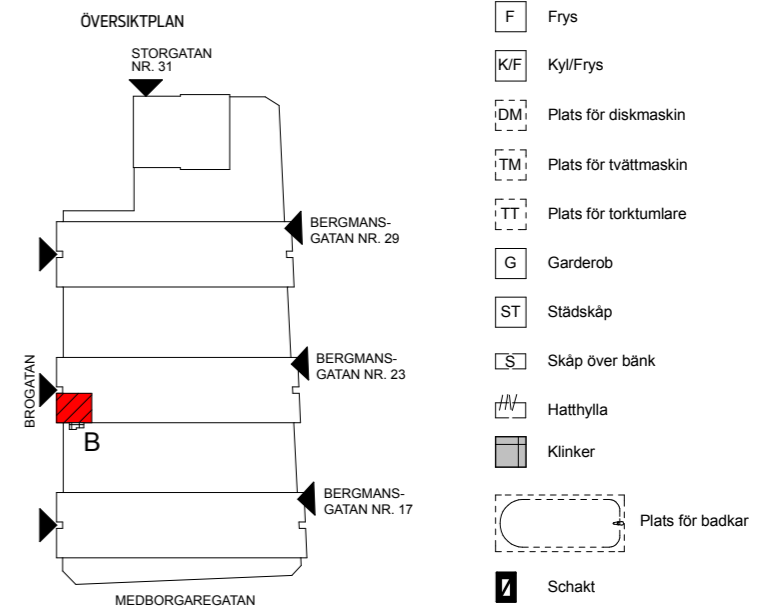 ÖVERSIKTPLAN
STORGATAN
NR. 31
BERGMANS-
GATAN NR. 29
BERGMANS-
GATAN NR. 23
BROGATAN
B
BERGMANS-
GATAN NR. 17
MEDBORGAREGATAN
F Frys
K/F Kyl/Frys
DM Plats för diskmaskin
TM Plats för tvättmaskin
TT Plats för torktumlare
G Garderob
ST Städskåp
S Skåp över bänk
Hatthylla
Klinker
Plats för badkar
Schakt